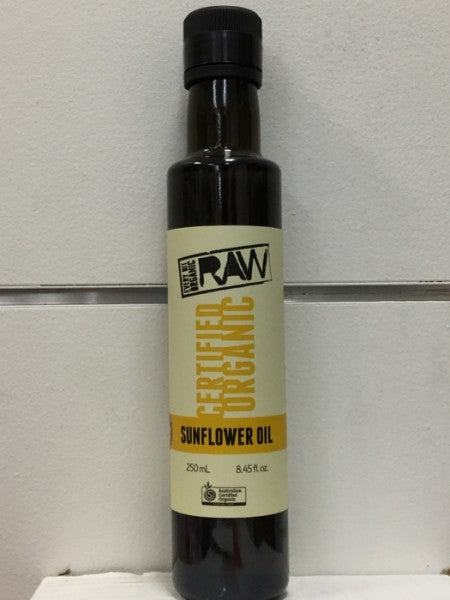 EVERY BIT
ORGANIC
RAW
CERTIFIED
ORGANIC
SUNFLOWER OIL
250 mL 8.45 fl. oz.
Australian
Certified
Organic